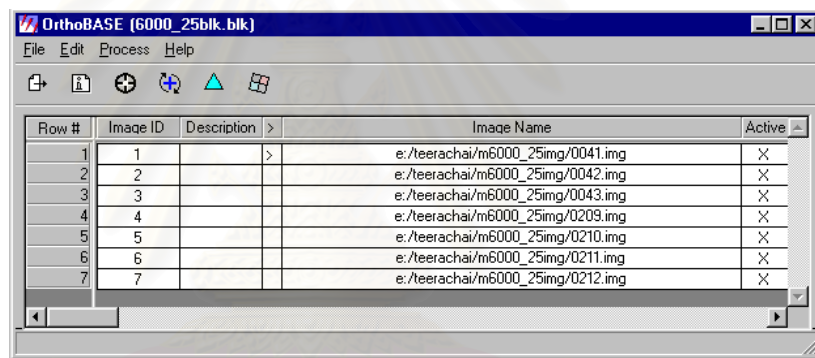 OrthoBASE (6000_25blk.blk)
File Edit Process Help
Row # Image ID Description > Image Name Active
1 1 > e:/teerachai/m6000_25img/0041.img X
2 2 e:/teerachai/m6000_25img/0042.img X
3 3 e:/teerachai/m6000_25img/0043.img X
4 4 e:/teerachai/m6000_25img/0209.img X
5 5 e:/teerachai/m6000_25img/0210.img X
6 6 e:/teerachai/m6000_25img/0211.img X
7 7 e:/teerachai/m6000_25img/0212.img X